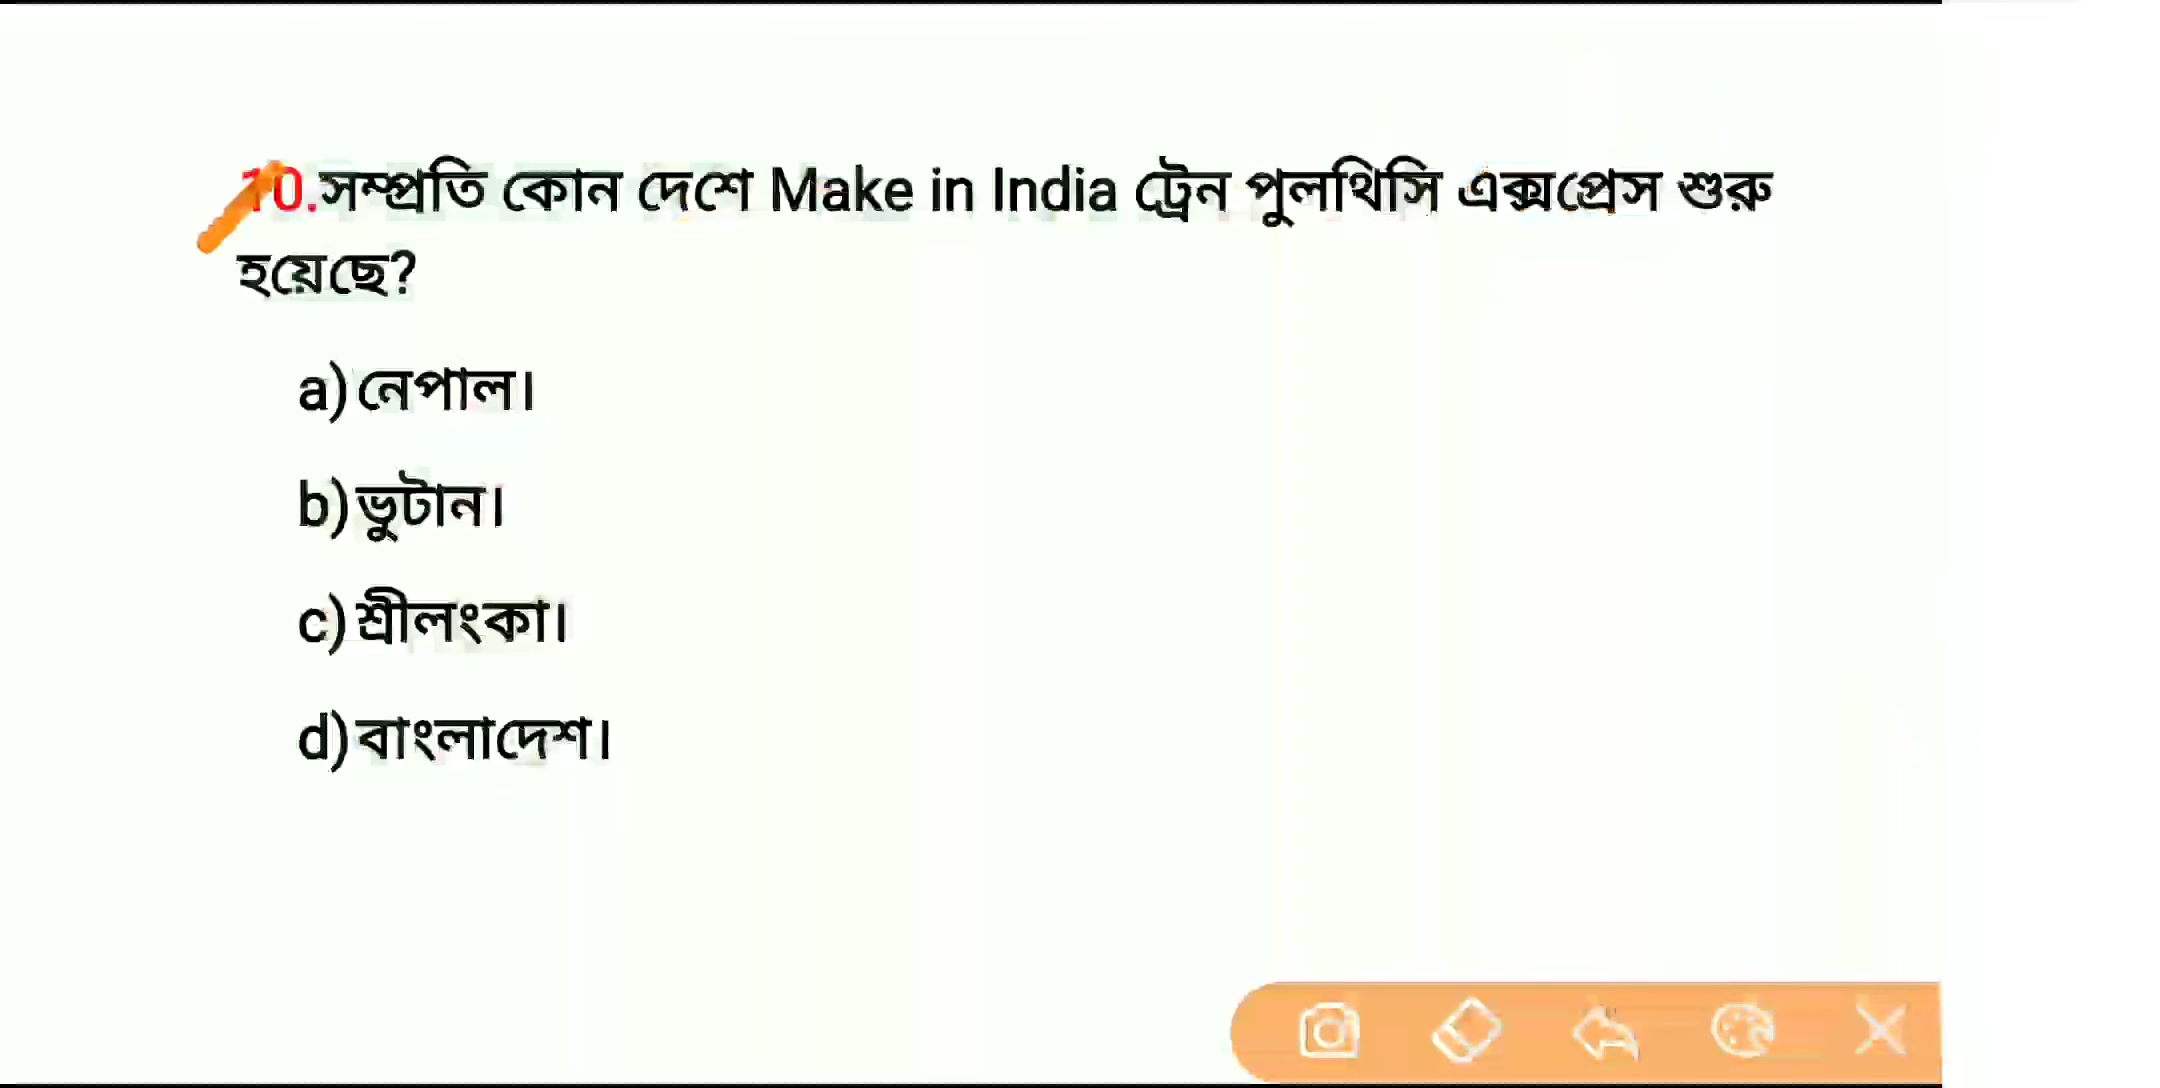 10.সম্প্রতি কোন দেশে Make in India ট্রেন পুলথিসি এক্সপ্রেস শুরু
হয়েছে?
a) নেপাল।
b) ভুটান।
c) শ্রীলংকা।
d) বাংলাদেশ।